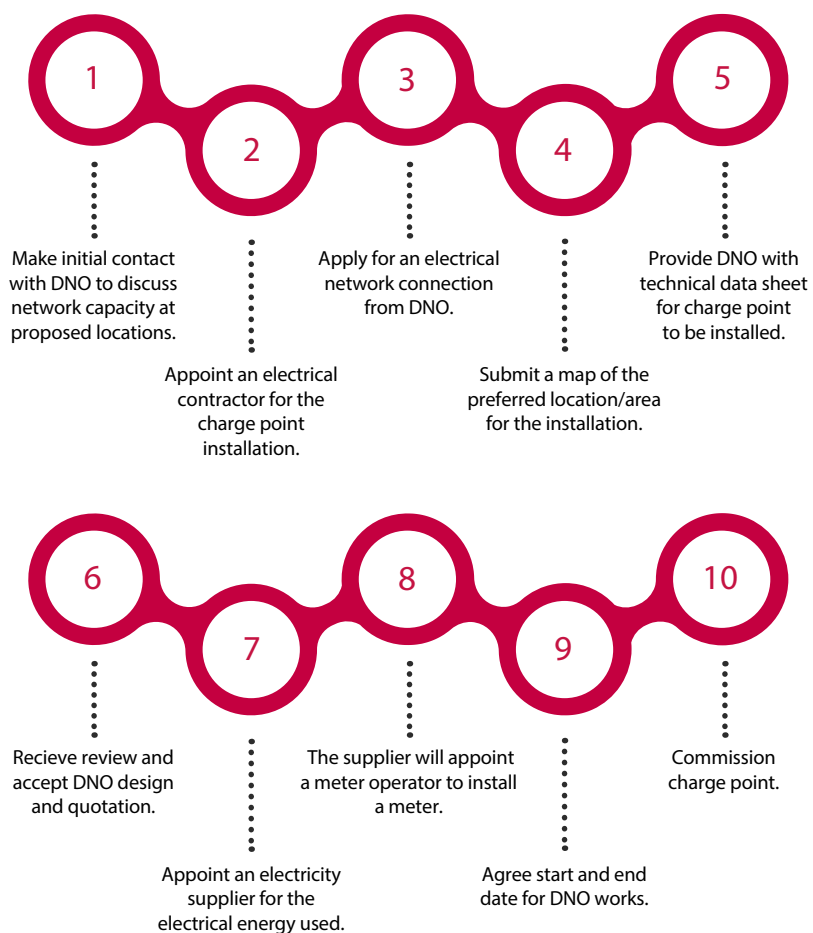 1
Make initial contact
with DNO to discuss
network capacity at
proposed locations.
2
Appoint an electrical
contractor for the
charge point
installation.
3
Apply for an electrical
network connection
from DNO.
4
Submit a map of the
preferred location/area
for the installation.
5
Provide DNO with
technical data sheet
for charge point
to be installed.
6
Recieve review and
accept DNO design
and quotation.
7
Appoint an electricity
supplier for the
electrical energy used.
8
The supplier will appoint
a meter operator to install
a meter.
9
Agree start and end
date for DNO works.
10
Commission
charge point.